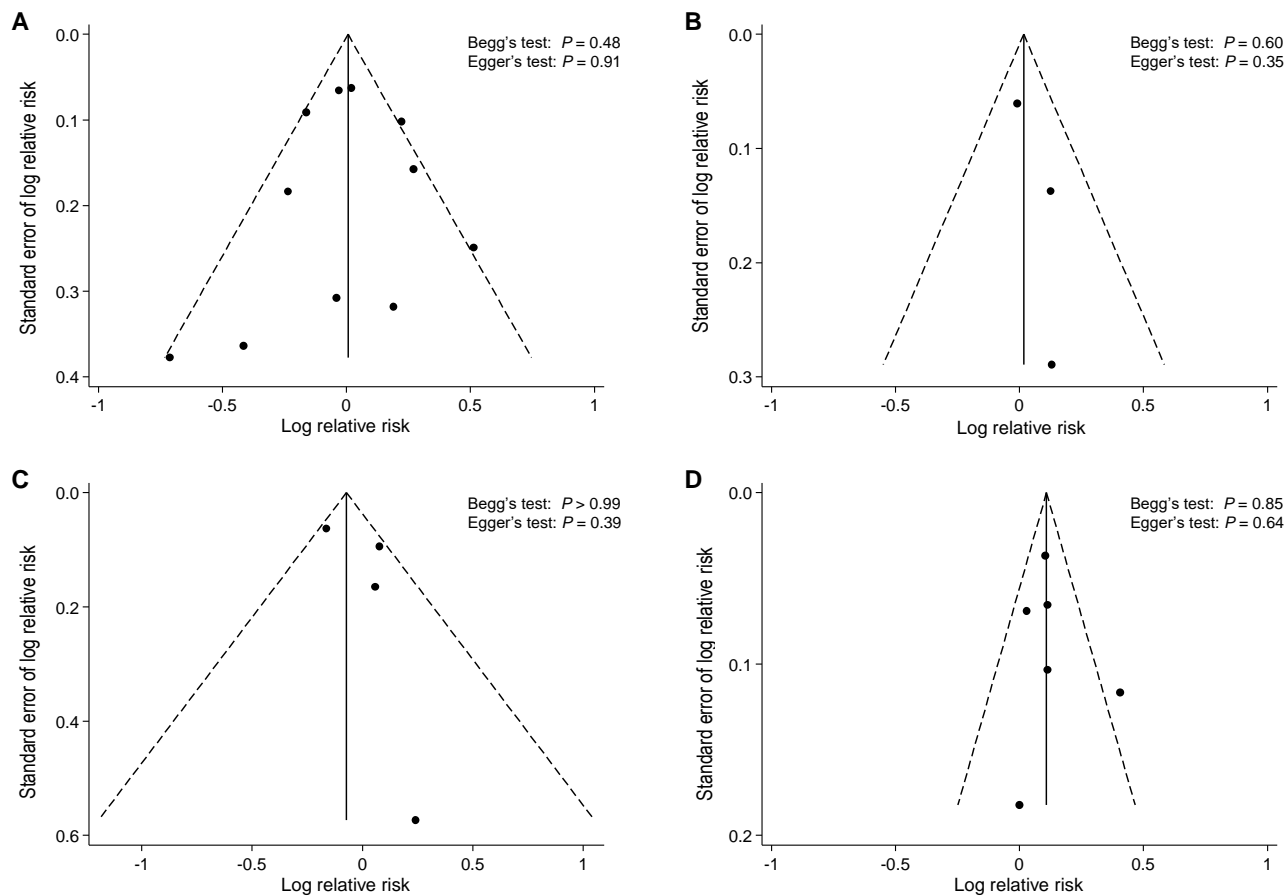 A
Begg's test: P = 0.48
Egger's test: P = 0.91
Standard error of log relative risk
0.0
0.1
0.2
0.3
0.4
-1
-0.5
0
0.5
1
Log relative risk
B
Begg's test: P = 0.60
Egger's test: P = 0.35
Standard error of log relative risk
0.0
0.1
0.2
0.3
-1
-0.5
0
0.5
1
Log relative risk
C
Begg's test: P > 0.99
Egger's test: P = 0.39
Standard error of log relative risk
0.0
0.2
0.4
0.6
-1
-0.5
0
0.5
1
Log relative risk
D
Begg's test: P = 0.85
Egger's test: P = 0.64
Standard error of log relative risk
0.0
0.1
0.2
-1
-0.5
0
0.5
1
Log relative risk